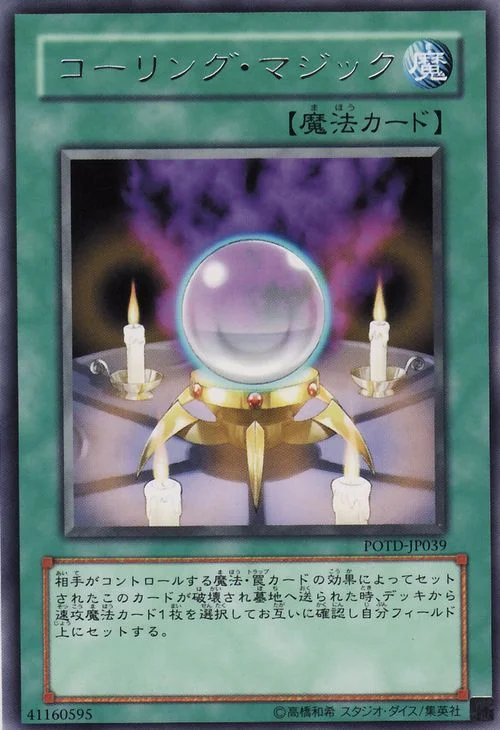 コーリング・マジック 魔
【魔法カード】
POTD-JP039
相手がコントロールする魔法・罠カードの効果によってセット
されたこのカードが破壊され墓地へ送られた時、デッキから
速攻魔法カード1枚を選択してお互いに確認し自分フィールド
上にセットする。
41160595 ©高橋和希 スタジオ・ダイス/集英社